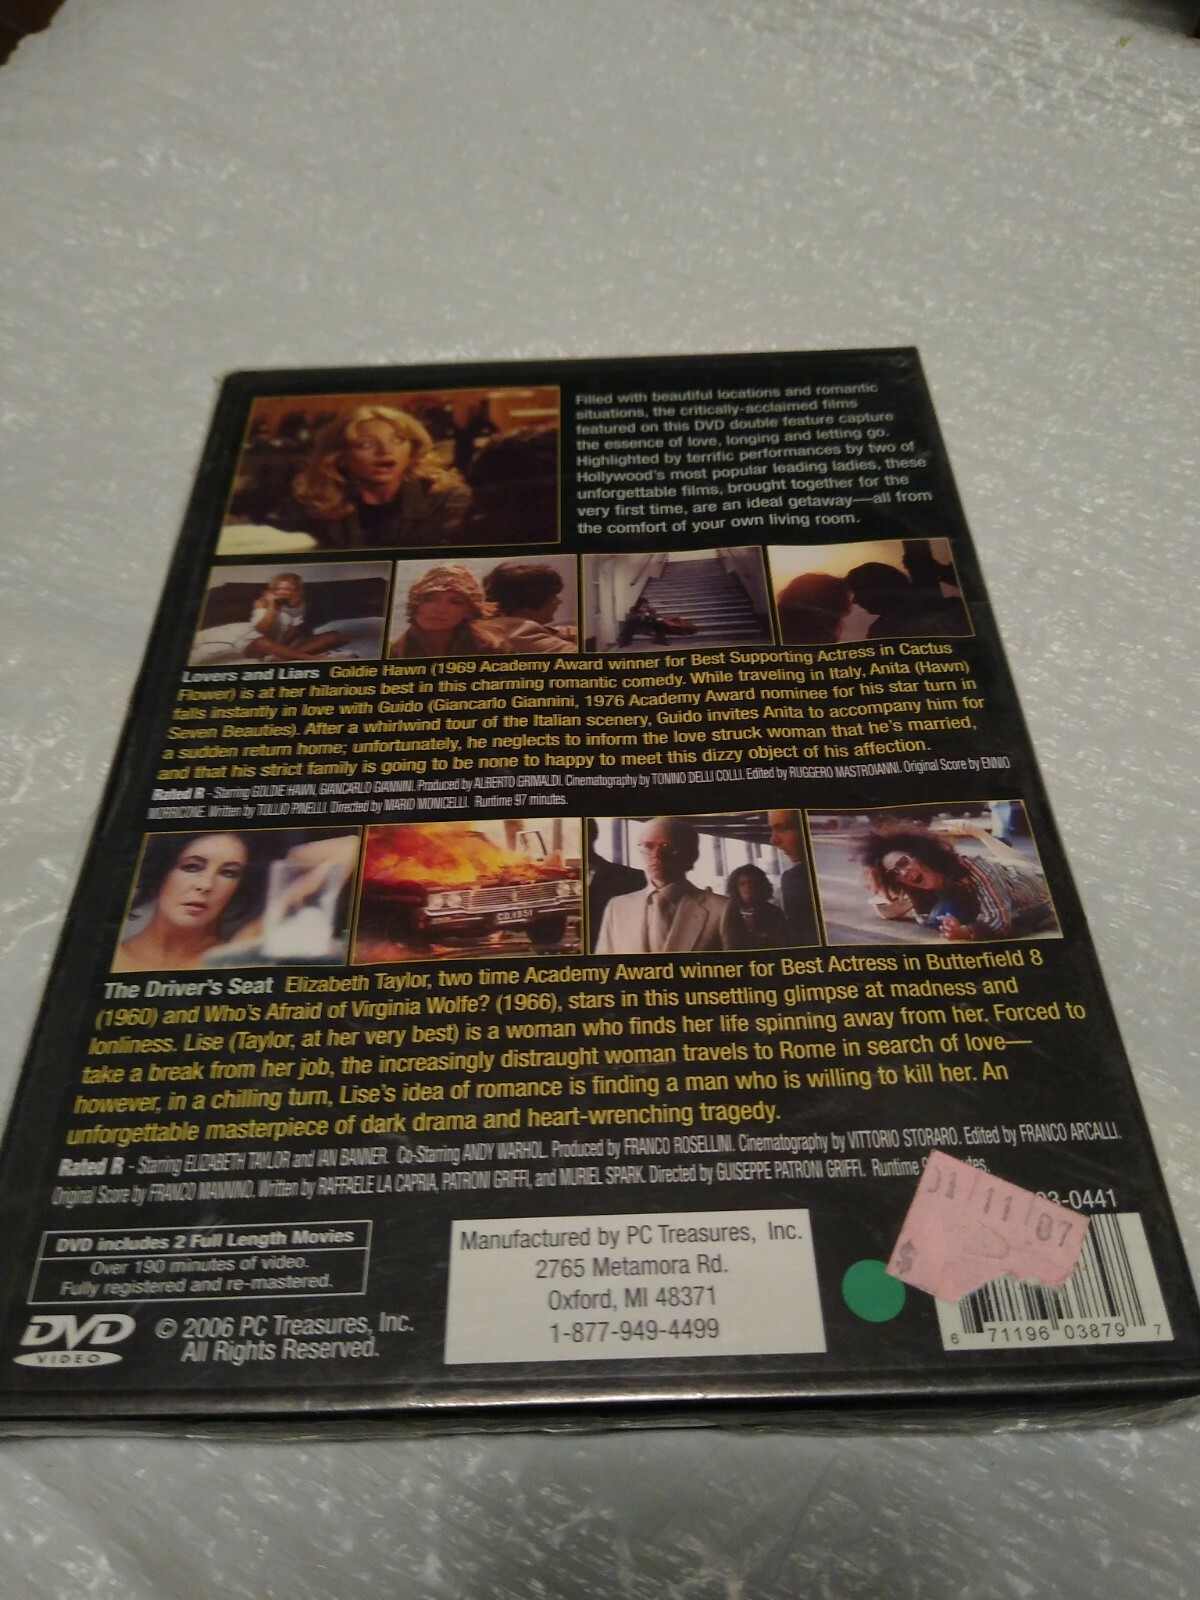 Filled with beautiful locations and romantic
situations, the critically-acclaimed films
featured on this DVD double feature capture
the essence of love, longing and letting go.
Highlighted by terrific performances by two of
Hollywood's most popular leading ladies, these
unforgettable films, brought together for the
very first time, are an ideal getaway—all from
the comfort of your own living room.
Lovers and Liars Goldie Hawn (1969 Academy Award winner for Best Supporting Actress in Cactus
Flower) is at her hilarious best in this charming romantic comedy. While traveling in Italy, Anita (Hawn)
falls instantly in love with Guido (Giancarlo Giannini, 1976 Academy Award nominee for his star turn in
Seven Beauties). After a whirlwind tour of the Italian scenery, Guido invites Anita to accompany him for
a sudden return home; unfortunately, he neglects to inform the love struck woman that he's married,
and that his strict family is going to be none to happy to meet this dizzy object of his affection.
Rated R - Starring GOLDIE HAWN, GIANCARLO GIANNINI. Produced by ALBERTO GRIMALDI. Cinematography by TONINO DELLI COLLI. Edited by RUGGERO MASTROIANNI. Original Score by ENNIO
MORRICONE. Written by TULLIO PINELLI. Directed by MARIO MONICELLI. Runtime 97 minutes.
CD.1951
The Driver's Seat Elizabeth Taylor, two time Academy Award winner for Best Actress in Butterfield 8
(1960) and Who's Afraid of Virginia Wolfe? (1966), stars in this unsettling glimpse at madness and
lonliness. Lise (Taylor, at her very best) is a woman who finds her life spinning away from her. Forced to
take a break from her job, the increasingly distraught woman travels to Rome in search of love—
however, in a chilling turn, Lise's idea of romance is finding a man who is willing to kill her. An
unforgettable masterpiece of dark drama and heart-wrenching tragedy.
Rated R - Starring ELIZABETH TAYLOR and IAN BANNER. Co-Starring ANDY WARHOL. Produced by FRANCO ROSELLINI. Cinematography by VITTORIO STORARO. Edited by FRANCO ARCALLI.
Original Score by FRANCO MANNINO. Written by RAFFAELE LA CAPRIA, PATRONI GRIFFI, and MURIEL SPARK. Directed by GUISEPPE PATRONI GRIFFI. Runtime
3-0441
01/11/07
$
DVD includes 2 Full Length Movies
Over 190 minutes of video.
Fully registered and re-mastered.
DVD
VIDEO
© 2006 PC Treasures, Inc.
All Rights Reserved.
Manufactured by PC Treasures, Inc.
2765 Metamora Rd.
Oxford, MI 48371
1-877-949-4499
6 71196 03879 7